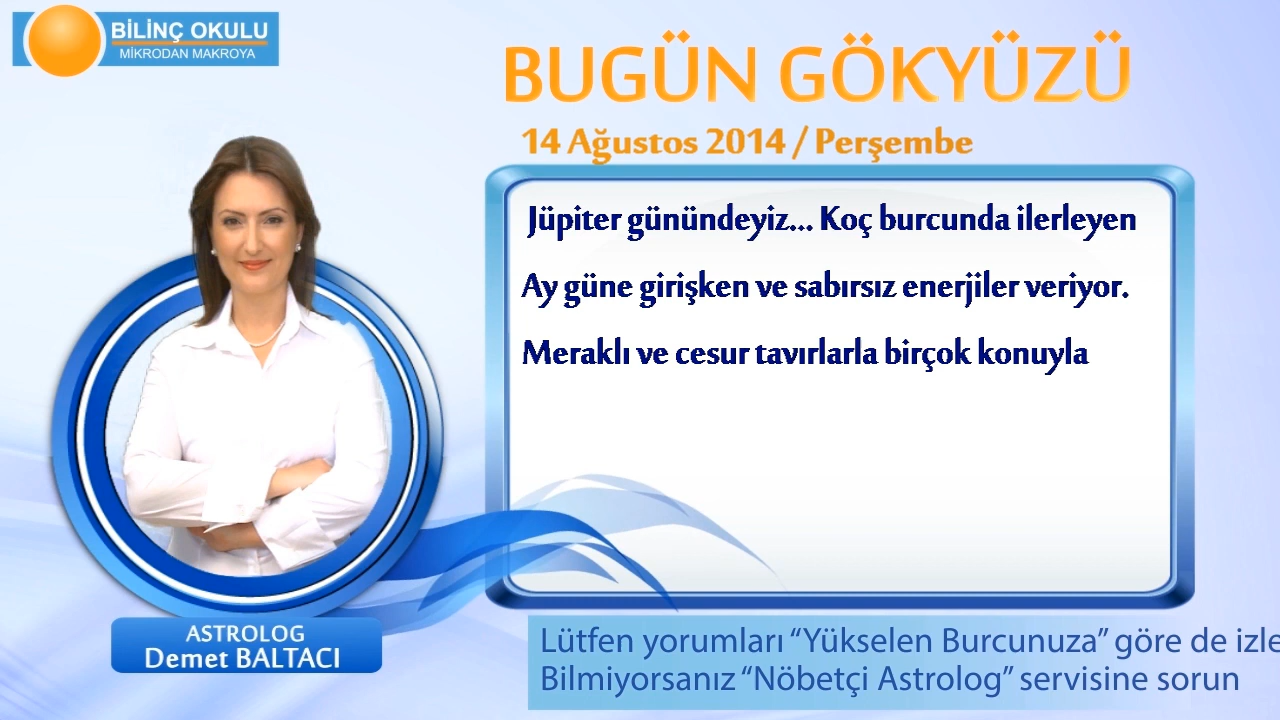 BİLİNÇ OKULU
MİKRODAN MAKROYA
BUGÜN GÖKYÜZÜ
14 Ağustos 2014 / Perşembe
Jüpiter günündeyiz... Koç burcunda ilerleyen
Ay güne girişken ve sabırsız enerjiler veriyor.
Meraklı ve cesur tavırlarla birçok konuyla
ASTROLOG
Demet BALTACI
Lütfen yorumları “Yükselen Burcunuza” göre de izle
Bilmiyorsanız “Nöbetçi Astrolog” servisine sorun